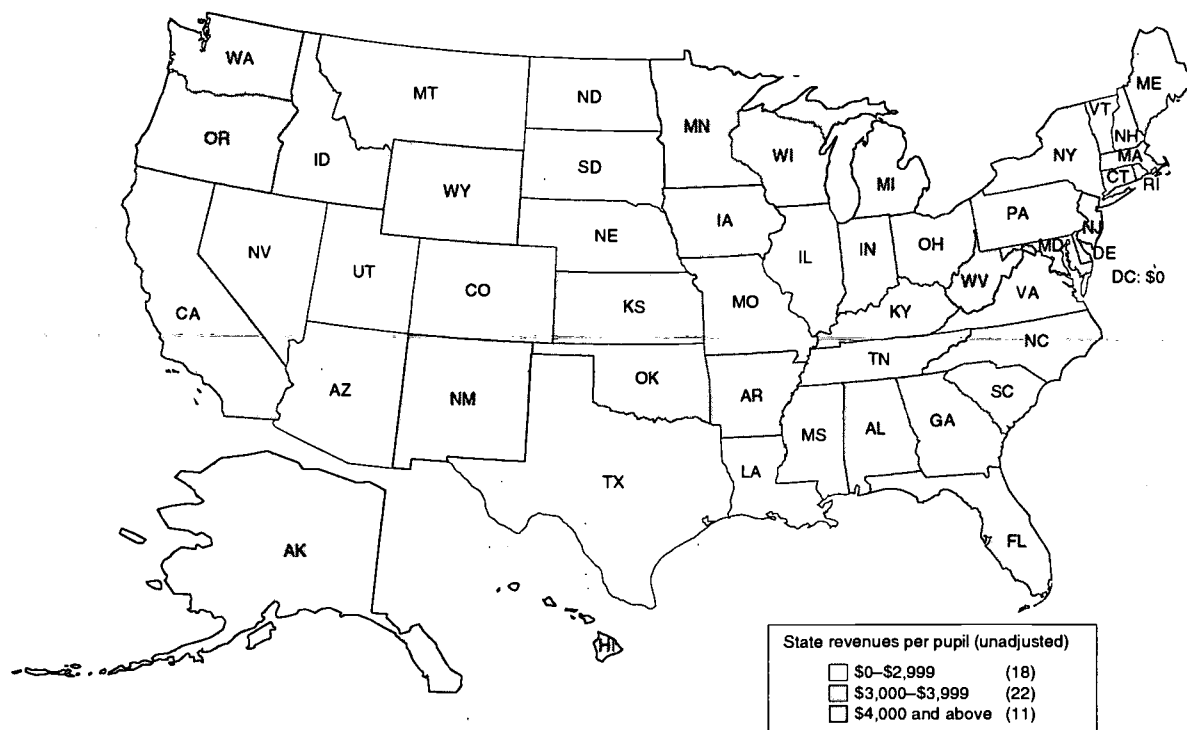 WA
MT
ND
MN
ME
VT
NH
OR
ID
SD
WI
NY
MA
WY
MI
CT
RI
IA
PA
NE
NV
NJ
IL
IN
OH
MD
DE
UT
CO
WV
DC: $0
VA
CA
KS
MO
KY
NC
TN
AZ
NM
OK
AR
SC
MS
AL
GA
LA
TX
FL
AK
HI
State revenues per pupil (unadjusted)
$0–$2,999 (18)
$3,000–$3,999 (22)
$4,000 and above (11)